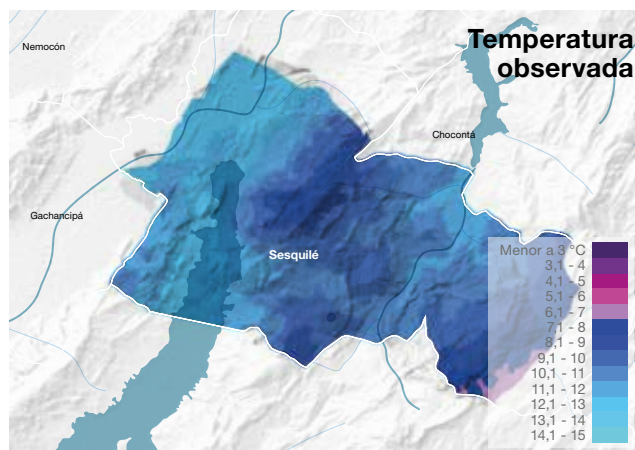 Temperatura
observada
Nemocón
Chocontá
Gachancipá
Sesquilé
Menor a 3 °C
3,1 - 4
4,1 - 5
5,1 - 6
6,1 - 7
7,1 - 8
8,1 - 9
9,1 - 10
10,1 - 11
11,1 - 12
12,1 - 13
13,1 - 14
14,1 - 15